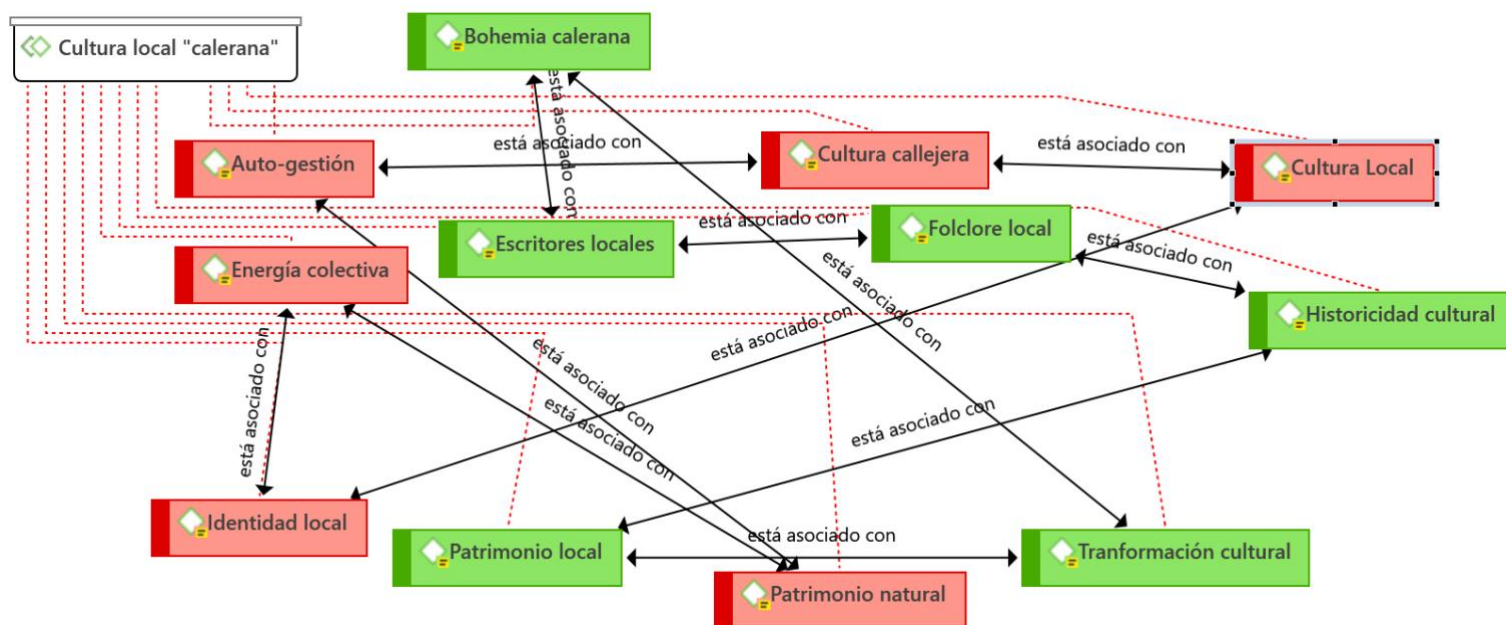 Cultura local "calerana"
Bohemia calerana
está asociado con
Auto-gestión
está asociado con
Cultura callejera
está asociado con
Cultura Local
Escritores locales
está asociado con
Folclore local
está asociado con
Energía colectiva
está asociado con
Historicidad cultural
está asociado con
está asociado con
está asociado con
está asociado con
está asociado con
está asociado con
Identidad local
Patrimonio local
está asociado con
Tranformación cultural
Patrimonio natural